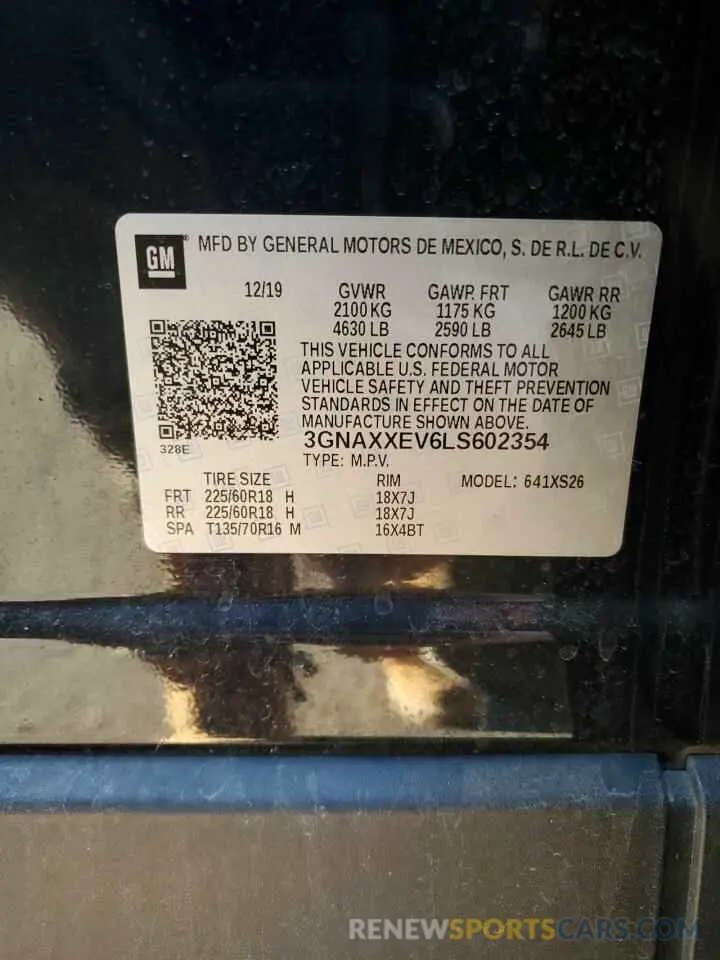 GM® MFD BY GENERAL MOTORS DE MEXICO, S. DE R.L. DE C.V.
12/19 GVWR GAWR FRT GAWR RR
2100 KG 1175 KG 1200 KG
4630 LB 2590 LB 2645 LB
THIS VEHICLE CONFORMS TO ALL
APPLICABLE U.S. FEDERAL MOTOR
VEHICLE SAFETY AND THEFT PREVENTION
STANDARDS IN EFFECT ON THE DATE OF
MANUFACTURE SHOWN ABOVE.
328E
3GNAXXEV6LS602354
TYPE: M.P.V.
TIRE SIZE RIM MODEL: 641XS26
FRT 225/60R18 H 18X7J
RR 225/60R18 H 18X7J
SPA T135/70R16 M 16X4BT
RENEWSPORTSCARS.COM